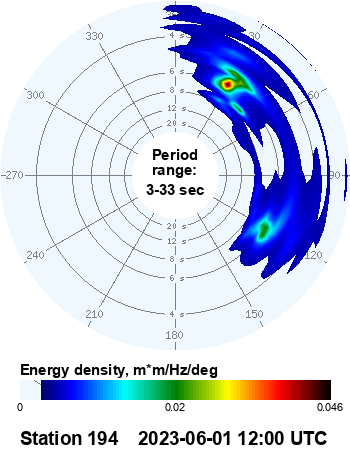 330
4 s
6 s
8 s
12 s
20 s
300
Period
range:
3-33 sec
-270
90
20 s
12 s
8 s
6 s
4 s
240
120
210
150
180
Energy density, m*m/Hz/deg
0 0.02 0.046
Station 194 2023-06-01 12:00 UTC